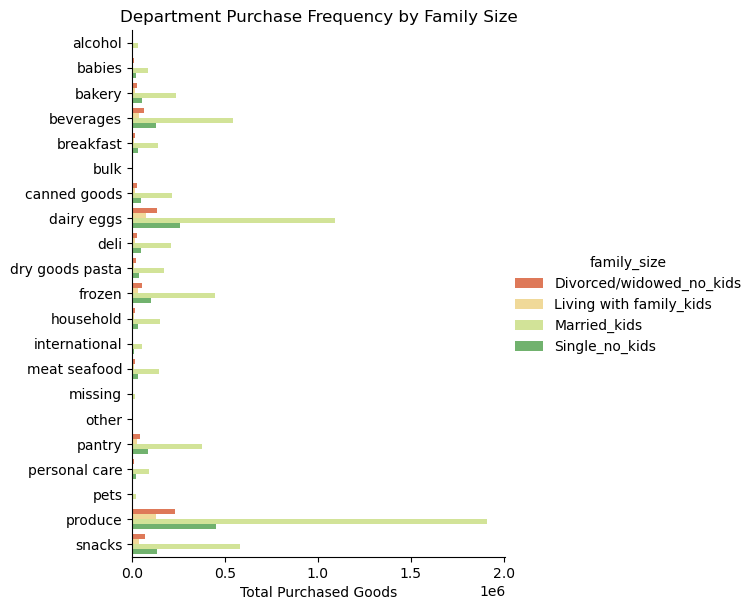 Department Purchase Frequency by Family Size
alcohol
babies
bakery
beverages
breakfast
bulk
canned goods
dairy eggs
deli
dry goods pasta
frozen
household
international
meat seafood
missing
other
pantry
personal care
pets
produce
snacks
0.0 0.5 1.0 1.5 2.0
1e6
Total Purchased Goods
family_size
Divorced/widowed_no_kids
Living with family_kids
Married_kids
Single_no_kids